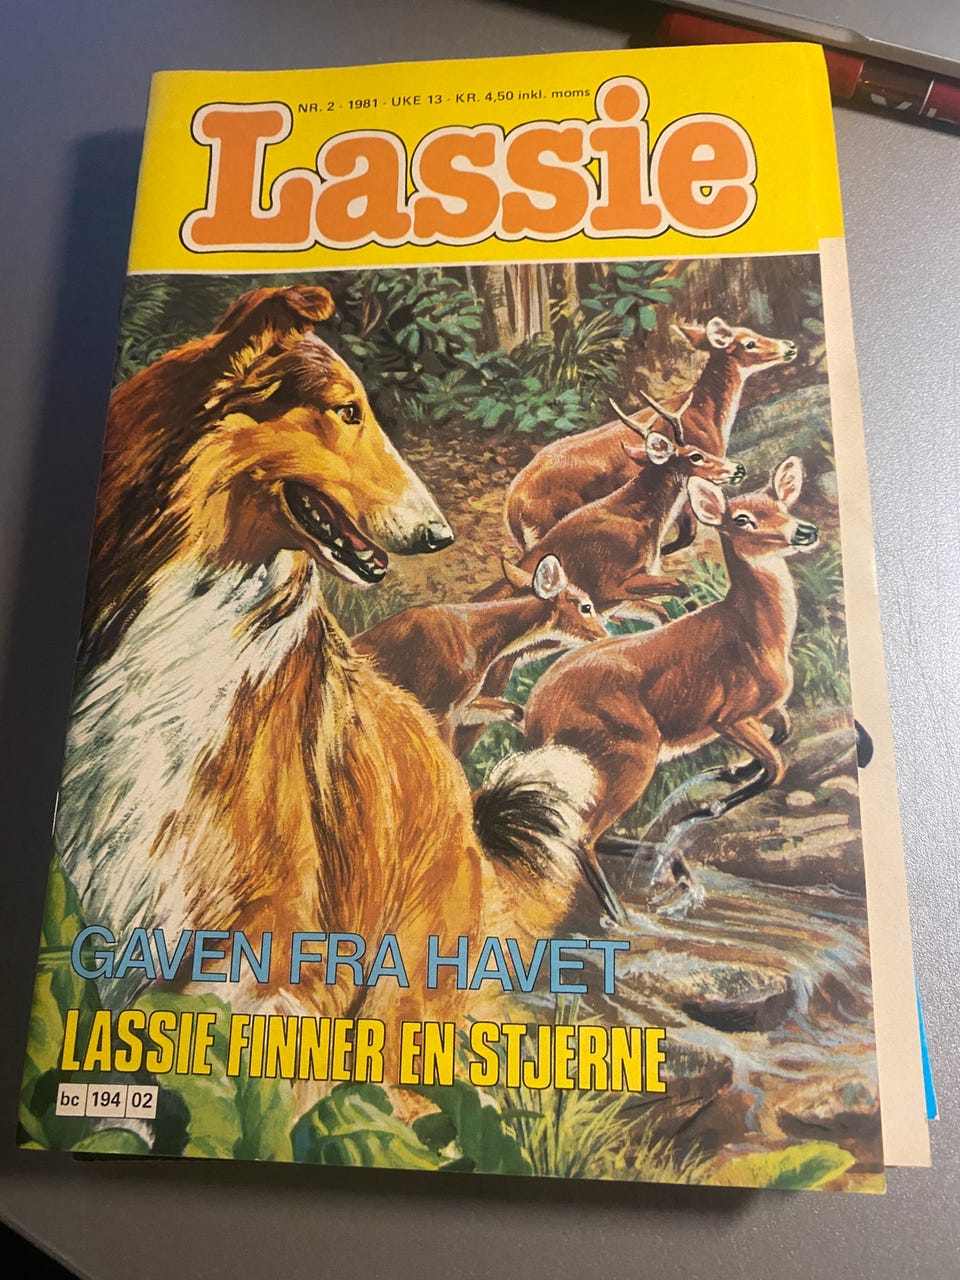 NR. 2 - 1981 - UKE 13 - KR. 4,50 inkl. moms
Lassie
GAVEN FRA HAVET
LASSIE FINNER EN STJERNE
bc 194 02